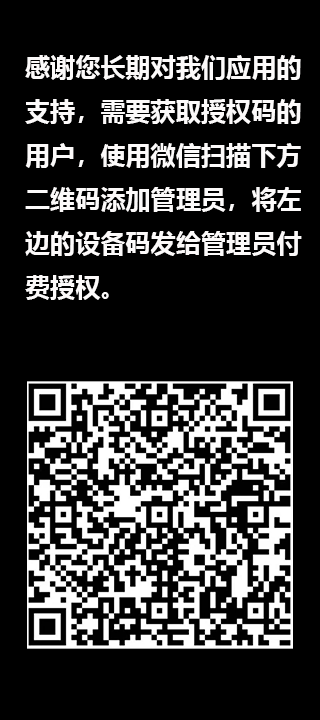 感谢您长期对我们应用的
支持，需要获取授权码的
用户，使用微信扫描下方
二维码添加管理员，将左
边的设备码发给管理员付
费授权。